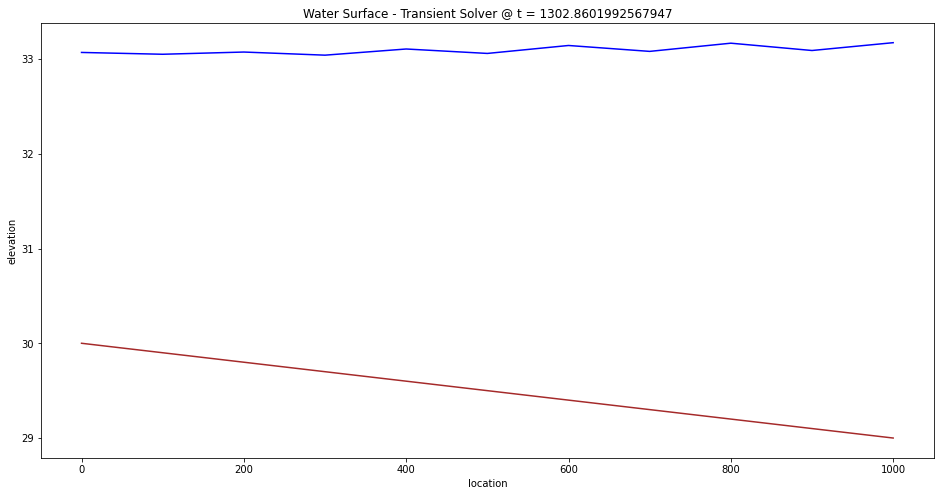 Water Surface - Transient Solver @ t = 1302.8601992567947
33
32
31
30
29
elevation
0 200 400 600 800 1000
location